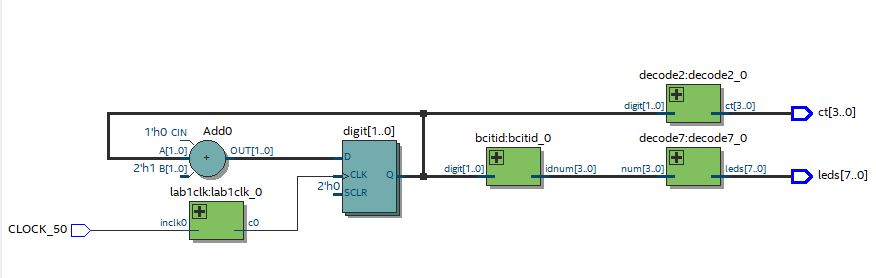 decode2:decode2_0
digit[1..0]
ct[3..0]
ct[3..0]
1'h0 CIN
Add0
A[1..0]
OUT[1..0]
2'h1 B[1..0]
+
digit[1..0]
D
CLK
Q
2'h0
SCLR
bcitid:bcitid_0
digit[1..0]
idnum[3..0]
decode7:decode7_0
num[3..0]
leds[7..0]
leds[7..0]
lab1clk:lab1clk_0
inclk0
c0
CLOCK_50